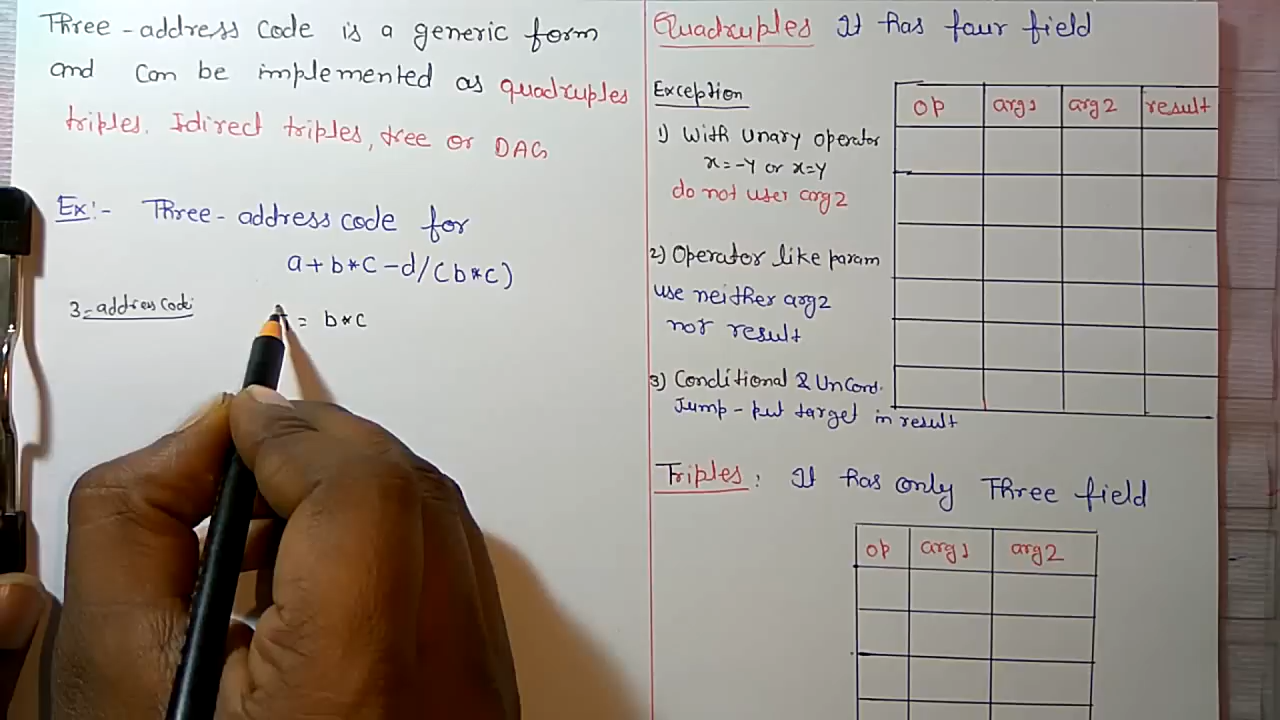 Three-address Code is a generic form
and Can be implemented as quadruples
triples. Idirect triples, tree or DAG
Ex:- Three-address code for
a+b*c-d/(b*c)
3-address Code
= b*c
Quadruples It has four field
Exception
1) With Unary operator
x=-y or x=y
do not user arg2
2) Operator like param
use neither arg2
nor result
3) Conditional & UnCond.
Jump - put target in result
op arg1 arg2 result
Triples: It has only Three field
op arg1 arg2